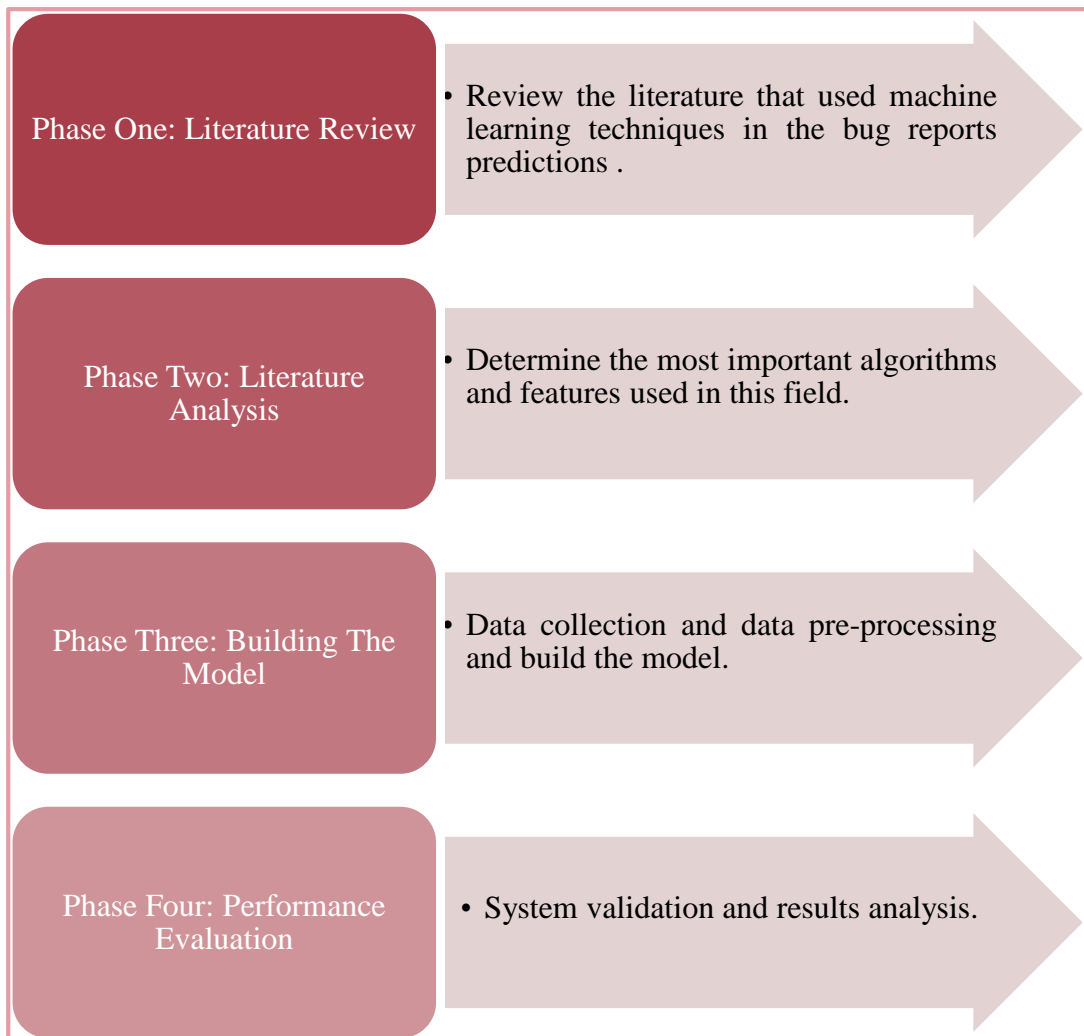 Phase One: Literature Review
• Review the literature that used machine
learning techniques in the bug reports
predictions .
Phase Two: Literature
Analysis
• Determine the most important algorithms
and features used in this field.
Phase Three: Building The
Model
• Data collection and data pre-processing
and build the model.
Phase Four: Performance
Evaluation
• System validation and results analysis.